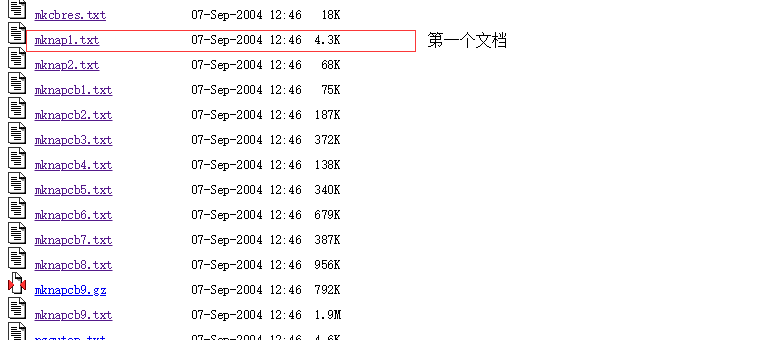 mkcbres.txt 07-Sep-2004 12:46 18K
mknap1.txt 07-Sep-2004 12:46 4.3K 第一个文档
mknap2.txt 07-Sep-2004 12:46 68K
mknapcb1.txt 07-Sep-2004 12:46 75K
mknapcb2.txt 07-Sep-2004 12:46 187K
mknapcb3.txt 07-Sep-2004 12:46 372K
mknapcb4.txt 07-Sep-2004 12:46 138K
mknapcb5.txt 07-Sep-2004 12:46 340K
mknapcb6.txt 07-Sep-2004 12:46 679K
mknapcb7.txt 07-Sep-2004 12:46 387K
mknapcb8.txt 07-Sep-2004 12:46 956K
mknapcb9.gz 07-Sep-2004 12:46 792K
mknapcb9.txt 07-Sep-2004 12:46 1.9M
07-Sep-2004 12:46 4.6K